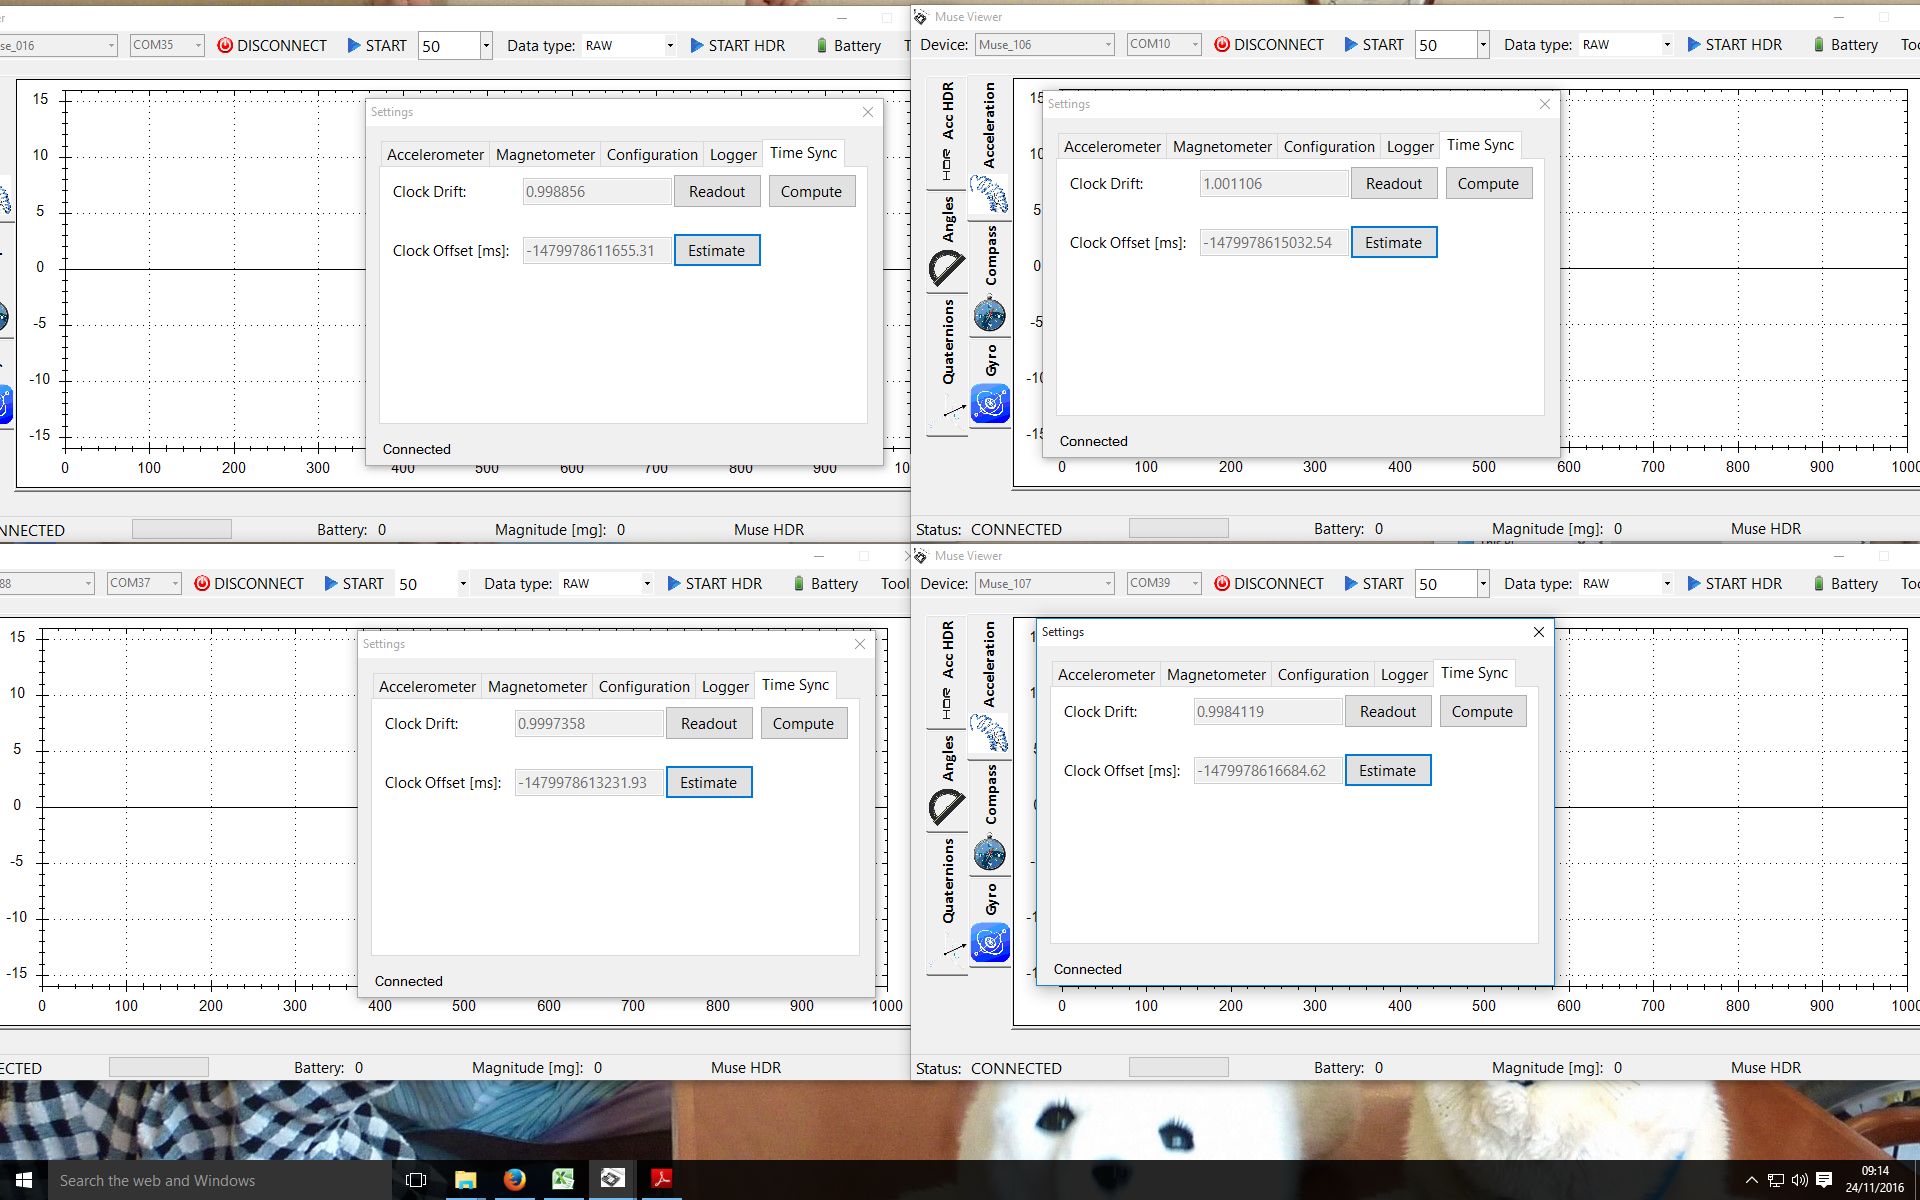 Muse Viewer
se_016 COM35 DISCONNECT START 50 Data type: RAW START HDR Battery
15
10
5
0
-5
-10
-15
0 100 200 300 400 500 600 700 800 900
Settings
Accelerometer Magnetometer Configuration Logger Time Sync
Clock Drift: 0.998856 Readout Compute
Clock Offset [ms]: -1479978611655.31 Estimate
Connected
NNECTED Battery: 0 Magnitude [mg]: 0 Muse HDR
Device: Muse_106 COM10 DISCONNECT START 50 Data type: RAW START HDR Battery
HDR Acc HDR
Angles
Quaternions
Acceleration
Compass
Gyro
15
10
5
0
-5
-10
-15
0 100 200 300 400 500 600 700 800 900 1000
Settings
Accelerometer Magnetometer Configuration Logger Time Sync
Clock Drift: 1.001106 Readout Compute
Clock Offset [ms]: -1479978615032.54 Estimate
Connected
Status: CONNECTED Battery: 0 Magnitude [mg]: 0 Muse HDR
88 COM37 DISCONNECT START 50 Data type: RAW START HDR Battery Tool
15
10
5
0
-5
-10
-15
0 100 200 300 400 500 600 700 800 900 1000
Settings
Accelerometer Magnetometer Configuration Logger Time Sync
Clock Drift: 0.9997358 Readout Compute
Clock Offset [ms]: -1479978613231.93 Estimate
Connected
ECTED Battery: 0 Magnitude [mg]: 0 Muse HDR
Muse Viewer
Device: Muse_107 COM39 DISCONNECT START 50 Data type: RAW START HDR Battery
HDR Acc HDR
Angles
Quaternions
Acceleration
Compass
Gyro
0 100 200 300 400 500 600 700 800 900 1000
Settings
Accelerometer Magnetometer Configuration Logger Time Sync
Clock Drift: 0.9984119 Readout Compute
Clock Offset [ms]: -1479978616684.62 Estimate
Connected
Status: CONNECTED Battery: 0 Magnitude [mg]: 0 Muse HDR
Search the web and Windows
09:14
24/11/2016